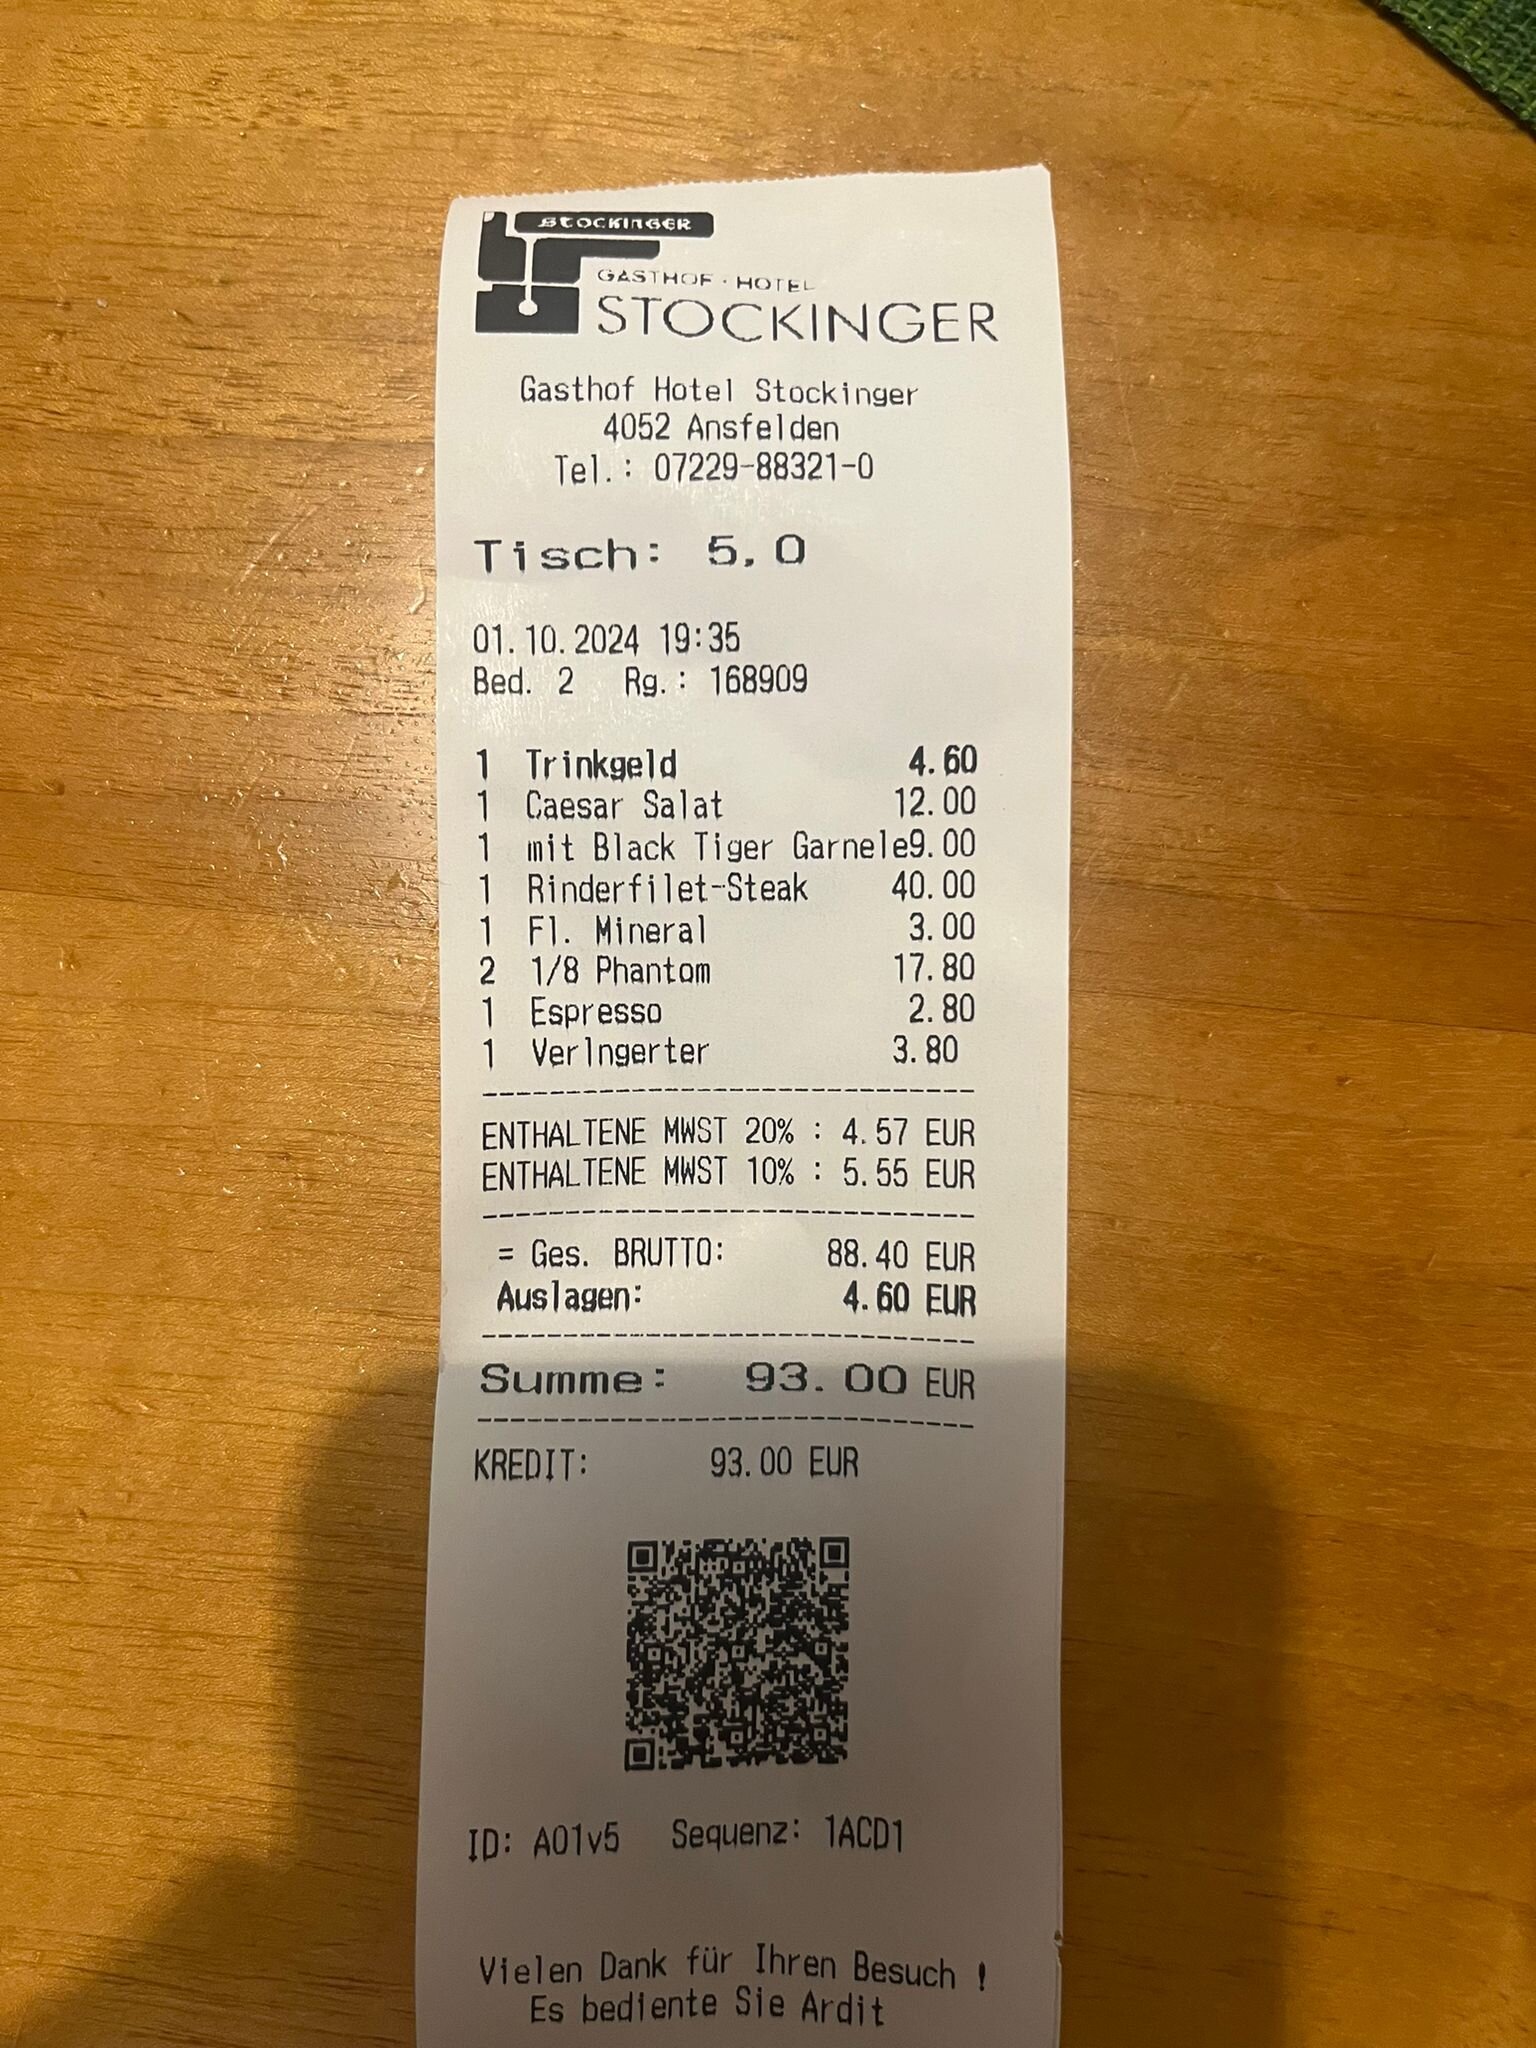 STOCKINGER
GASTHOF · HOTEL
STOCKINGER
Gasthof Hotel Stockinger
4052 Ansfelden
Tel.: 07229-88321-0
Tisch: 5,0
01.10.2024 19:35
Bed. 2 Rg.: 168909
1 Trinkgeld 4.60
1 Caesar Salat 12.00
1 mit Black Tiger Garnele9.00
1 Rinderfilet-Steak 40.00
1 Fl. Mineral 3.00
2 1/8 Phantom 17.80
1 Espresso 2.80
1 Verlngerter 3.80
ENTHALTENE MWST 20% : 4.57 EUR
ENTHALTENE MWST 10% : 5.55 EUR
= Ges. BRUTTO: 88.40 EUR
Auslagen: 4.60 EUR
Summe: 93.00 EUR
KREDIT: 93.00 EUR
ID: A01v5 Sequenz: 1ACD1
Vielen Dank für Ihren Besuch !
Es bediente Sie Ardit